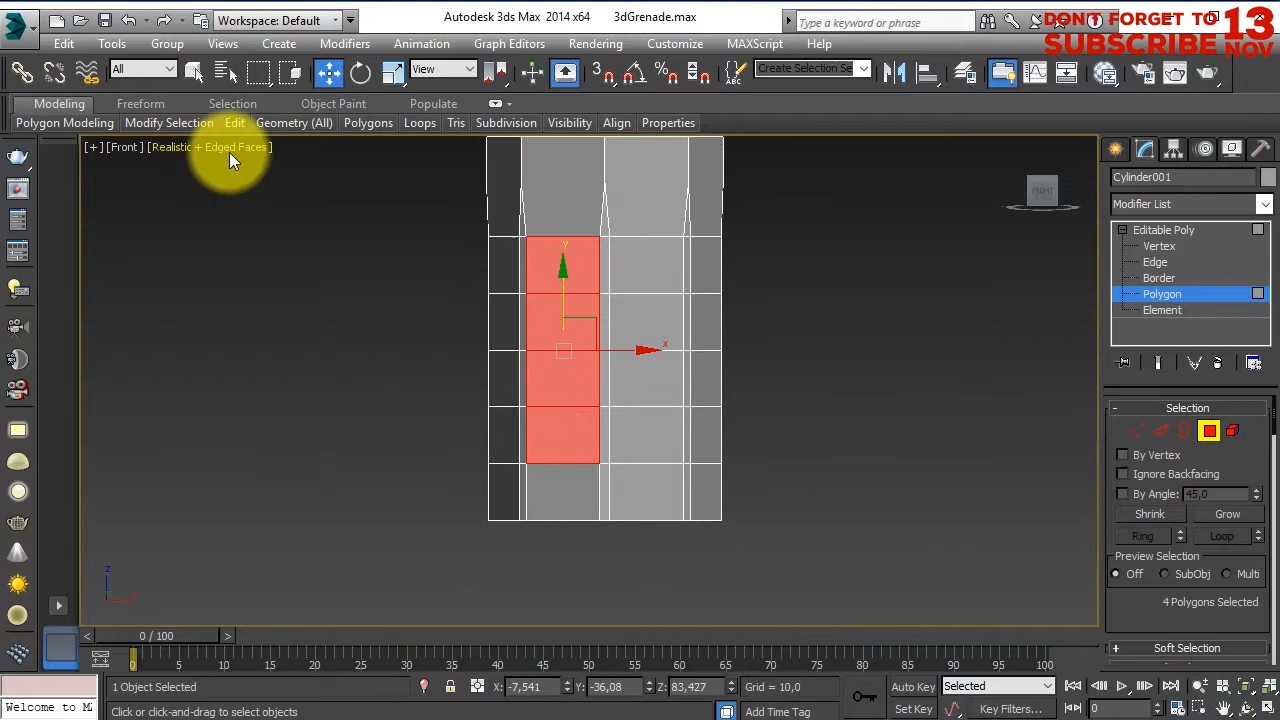 Workspace: Default
Autodesk 3ds Max 2014 x64 3dGrenade.max
Type a keyword or phrase
DON'T FORGET TO
SUBSCRIBE
13
NOV
Edit Tools Group Views Create Modifiers Animation Graph Editors Rendering Customize MAXScript Help
All
View
Create Selection Se
Modeling Freeform Selection Object Paint Populate
Polygon Modeling Modify Selection Edit Geometry (All) Polygons Loops Tris Subdivision Visibility Align Properties
[+] [Front ] [Realistic + Edged Faces ]
FRONT
y
x
z
Cylinder001
Modifier List
Editable Poly
Vertex
Edge
Border
Polygon
Element
- Selection
By Vertex
Ignore Backfacing
By Angle: 45,0
Shrink Grow
Ring Loop
Preview Selection
Off SubObj Multi
4 Polygons Selected
+ Soft Selection
< 0 / 100 >
0 5 10 15 20 25 30 35 40 45 50 55 60 65 70 75 80 85 90 95 100
1 Object Selected
X: -7,541 Y: -36,08 Z: 83,427 Grid = 10,0
Auto Key Selected
Welcome to M
Click or click-and-drag to select objects
Add Time Tag
Set Key Key Filters... 0